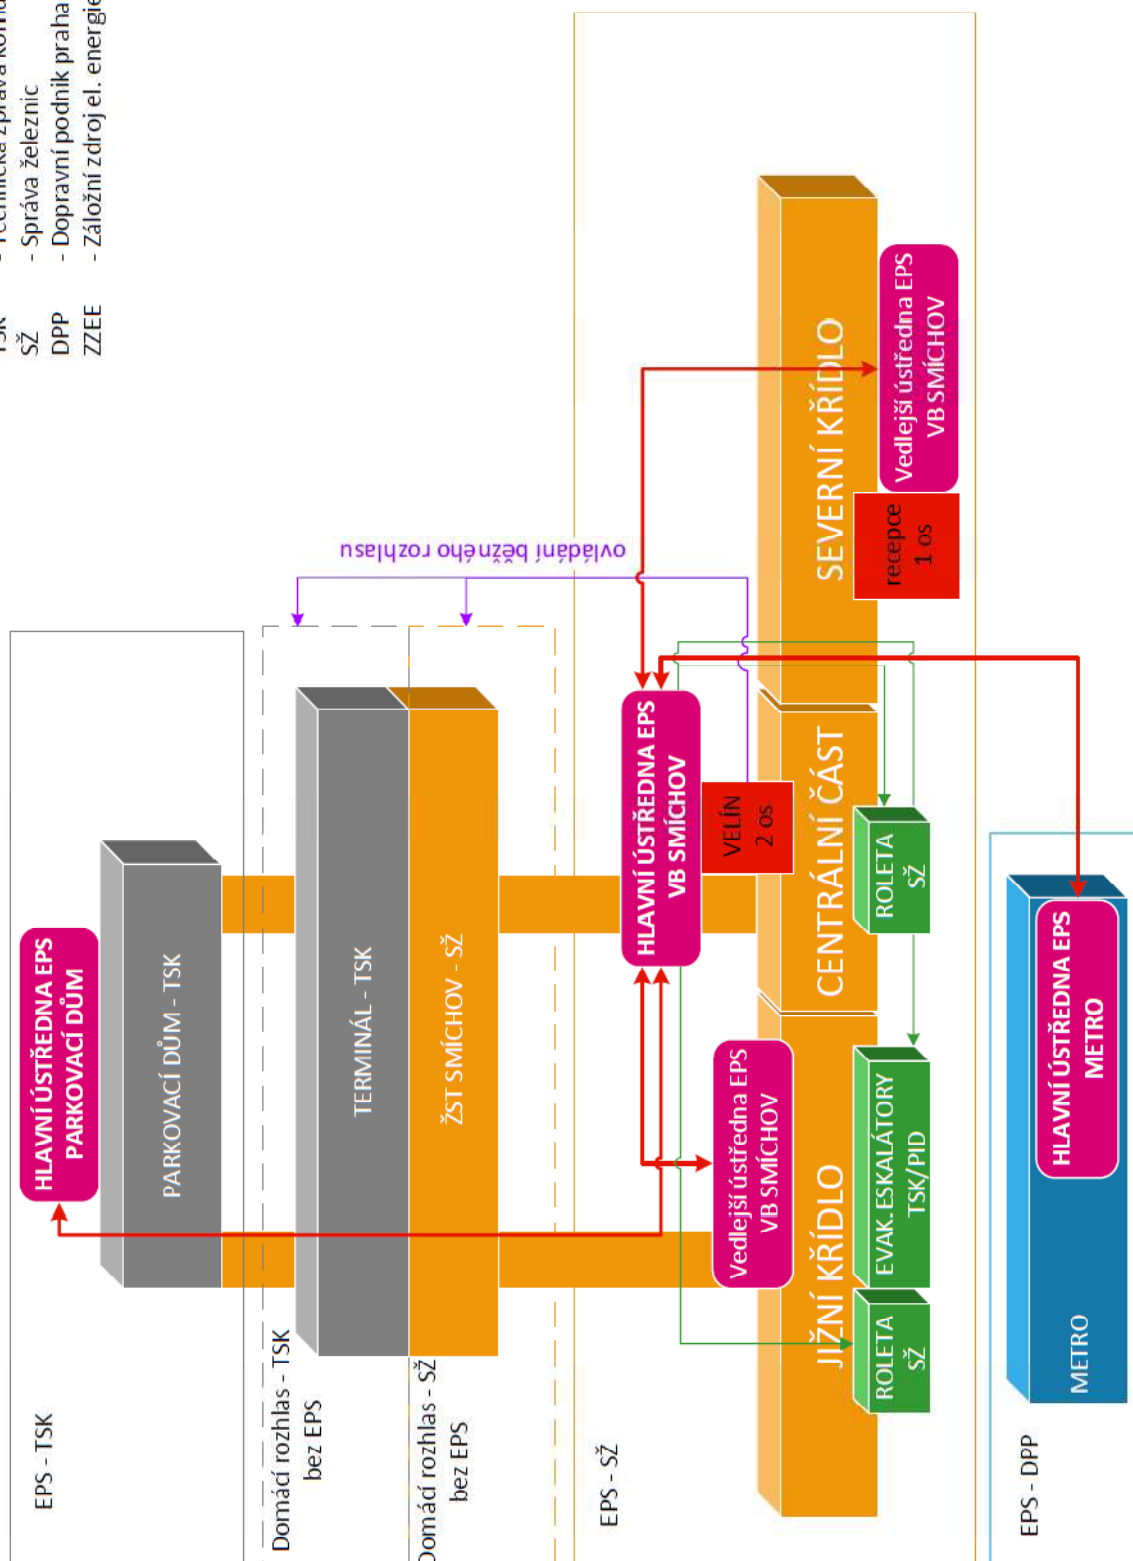 - Technická zpráva
SŽ - Správa železnic
DPP - Dopravní podnik praha
ZZEE - Záložní zdroj el. energie
EPS - TSK
HLAVNÍ ÚSTŘEDNA EPS
PARKOVACÍ DŮM
PARKOVACÍ DŮM - TSK
Domácí rozhlas - TSK
bez EPS
TERMINÁL - TSK
Domácí rozhlas - SŽ
bez EPS
ŽST SMÍCHOV - SŽ
ovládání běžného rozhlasu
EPS - SŽ
HLAVNÍ ÚSTŘEDNA EPS
VB SMÍCHOV
VELÍN
2 os
Vedlejší ústředna EPS
VB SMÍCHOV
JIŽNÍ KŘÍDLO
CENTRÁLNÍ ČÁST
SEVERNÍ KŘÍDLO
ROLETA
SŽ
EVAK. ESKALÁTORY
TSK/PID
ROLETA
SŽ
recepce
1 os
Vedlejší ústředna EPS
VB SMÍCHOV
EPS - DPP
METRO
HLAVNÍ ÚSTŘEDNA EPS
METRO